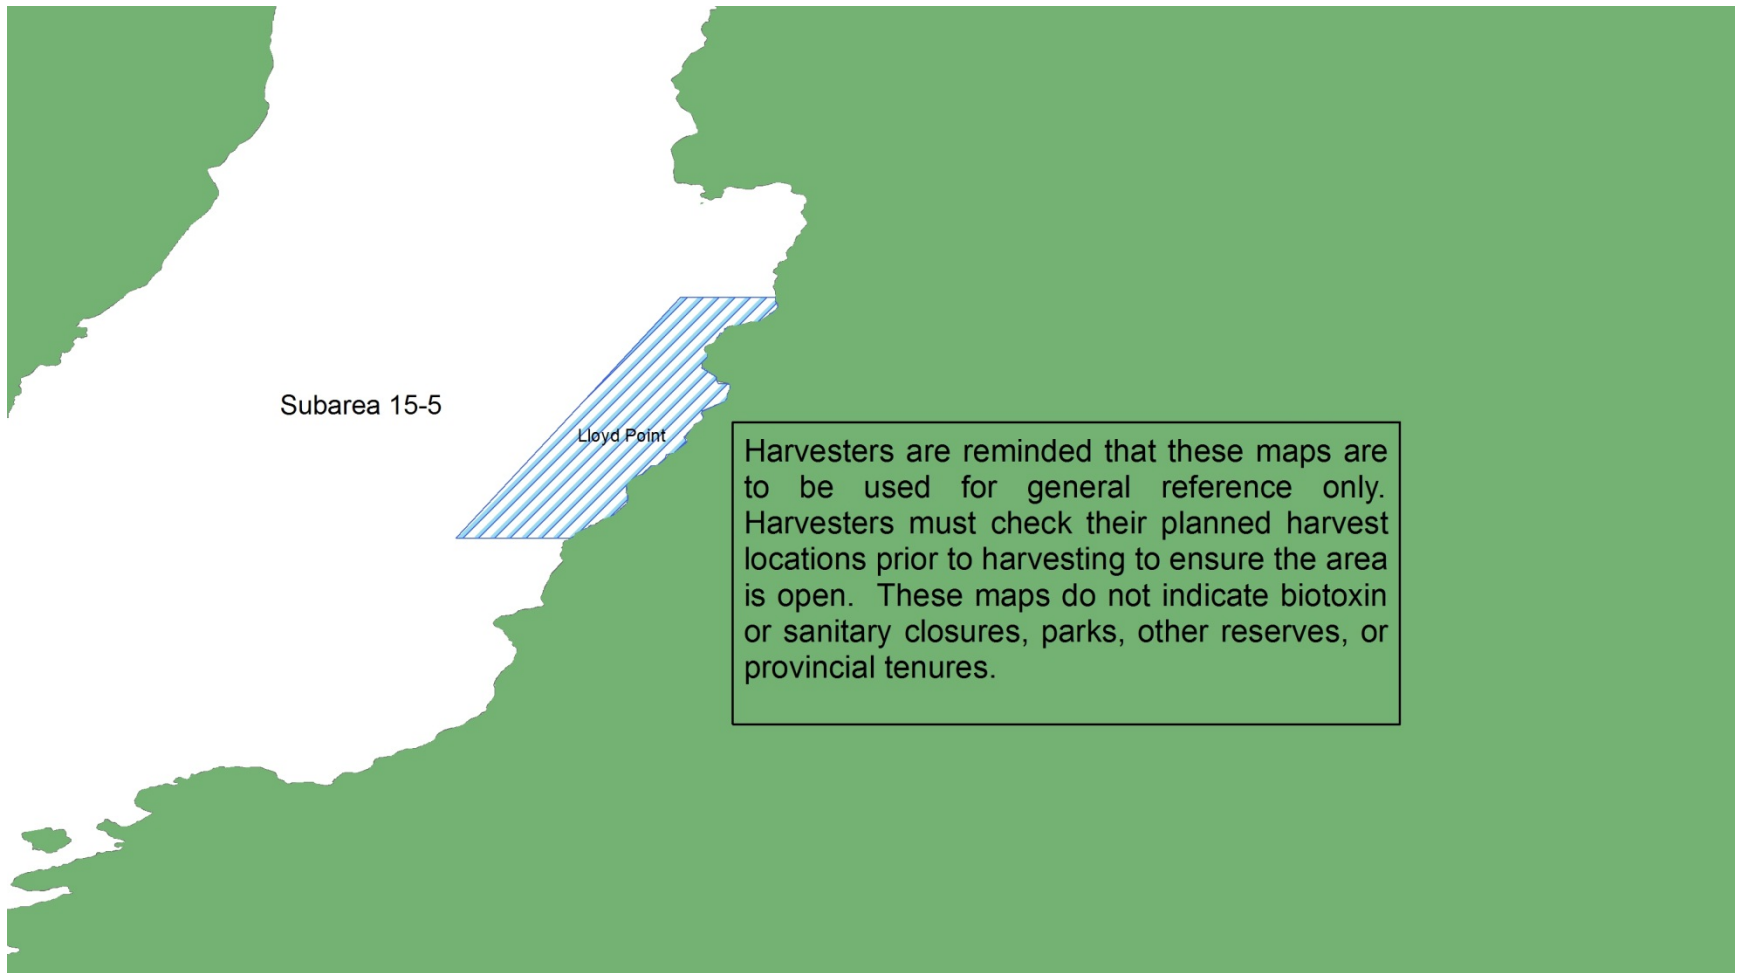 Subarea 15-5
Lloyd Point
Harvesters are reminded that these maps are
to be used for general reference only.
Harvesters must check their planned harvest
locations prior to harvesting to ensure the area
is open.  These maps do not indicate biotoxin
or sanitary closures, parks, other reserves, or
provincial tenures.